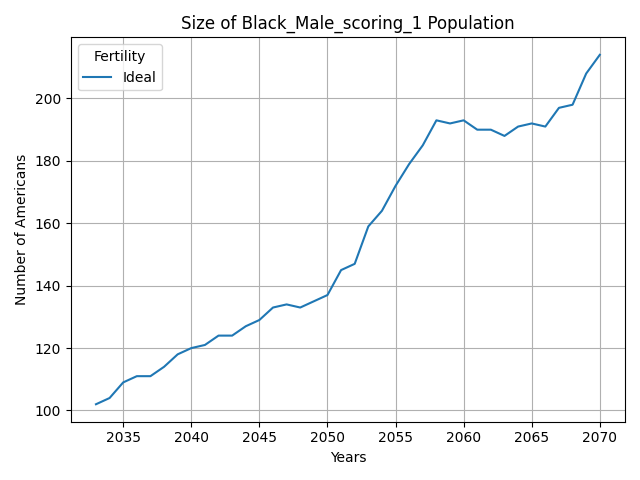 Size of Black_Male_scoring_1 Population
Fertility
Ideal
Number of Americans
200
180
160
140
120
100
2035 2040 2045 2050 2055 2060 2065 2070
Years